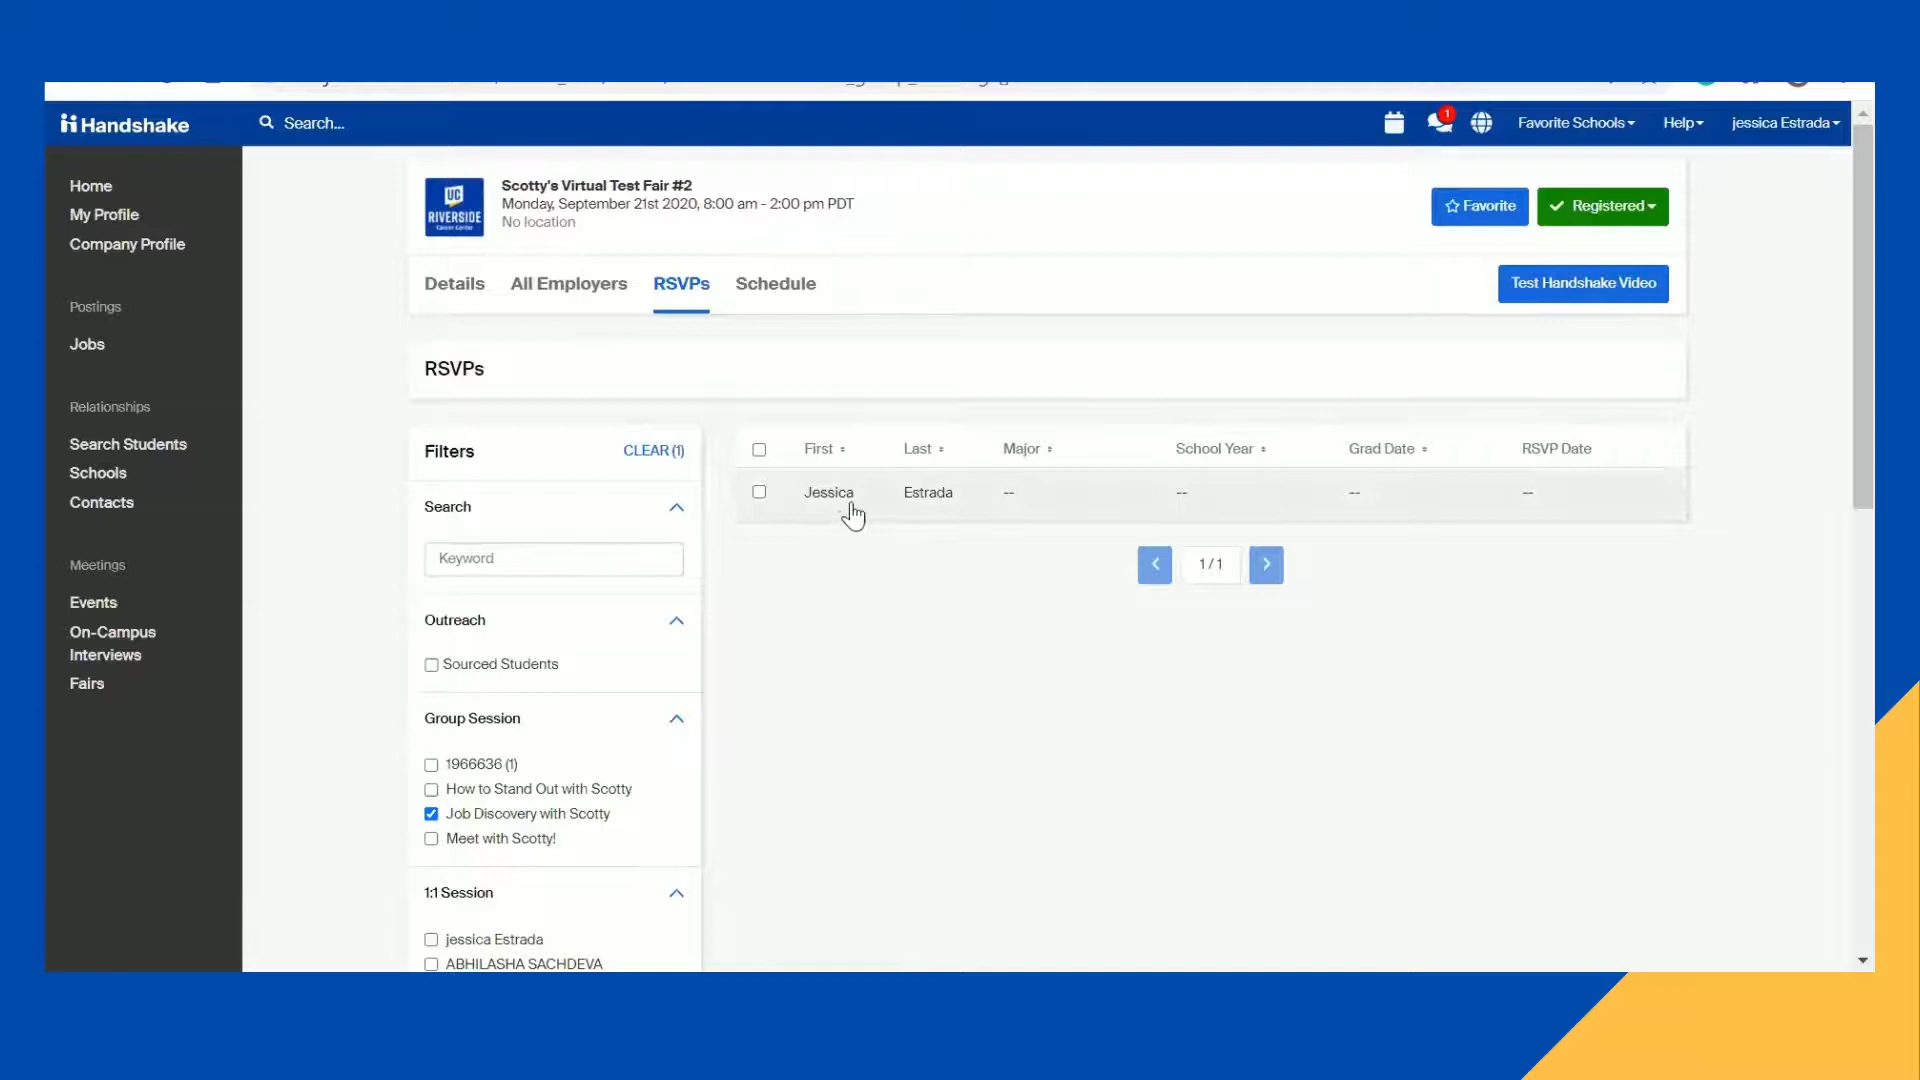 Handshake
Search...
1
Favorite Schools
Help
jessica Estrada
Home
My Profile
Company Profile
Postings
Jobs
Relationships
Search Students
Schools
Contacts
Meetings
Events
On-Campus
Interviews
Fairs
UC
RIVERSIDE
Career Center
Scotty's Virtual Test Fair #2
Monday, September 21st 2020, 8:00 am - 2:00 pm PDT
No location
Favorite
Registered
Details
All Employers
RSVPs
Schedule
Test Handshake Video
RSVPs
Filters
CLEAR (1)
Search
Keyword
Outreach
Sourced Students
Group Session
1966636 (1)
How to Stand Out with Scotty
Job Discovery with Scotty
Meet with Scotty!
1:1 Session
jessica Estrada
ABHILASHA SACHDEVA
First
Last
Major
School Year
Grad Date
RSVP Date
Jessica
Estrada
--
--
--
--
1 / 1